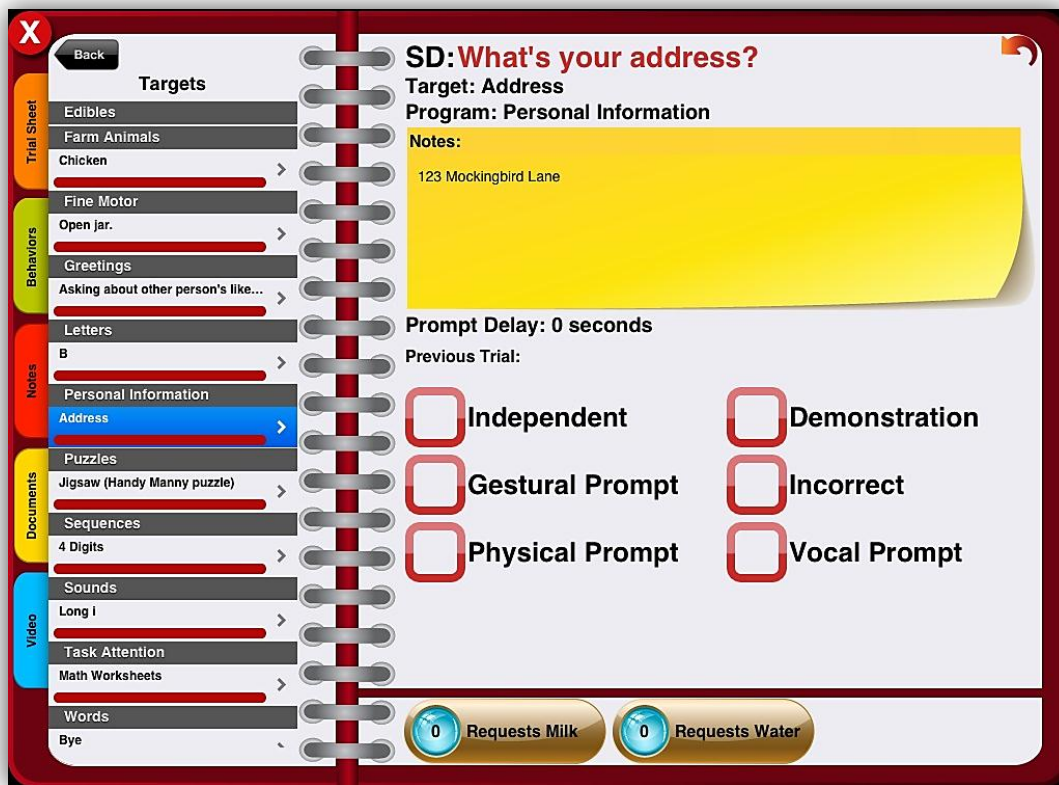 X
Back
Targets
Trial Sheet
Behaviors
Notes
Documents
Video
Edibles
Farm Animals
Chicken
Fine Motor
Open jar.
Greetings
Asking about other person's like...
Letters
B
Personal Information
Address
Puzzles
Jigsaw (Handy Manny puzzle)
Sequences
4 Digits
Sounds
Long i
Task Attention
Math Worksheets
Words
Bye
SD:What's your address?
Target: Address
Program: Personal Information
Notes:
123 Mockingbird Lane
Prompt Delay: 0 seconds
Previous Trial:
Independent
Demonstration
Gestural Prompt
Incorrect
Physical Prompt
Vocal Prompt
0 Requests Milk
0 Requests Water